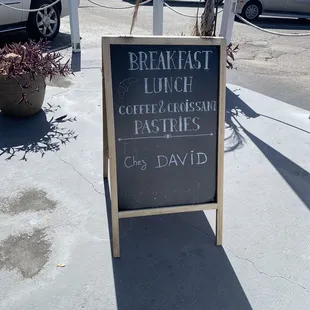 BREAKFAST
LUNCH
COFFEE & CROISSANT
PASTRIES
Chez DAVID